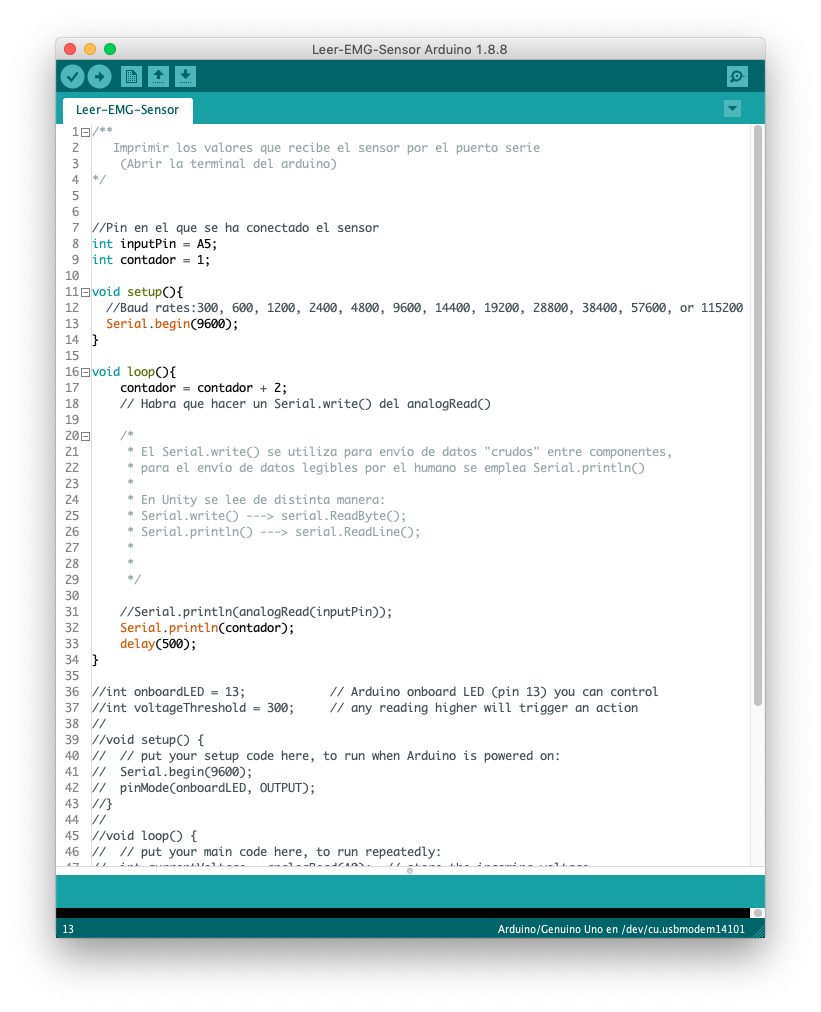 Leer-EMG-Sensor Arduino 1.8.8
Leer-EMG-Sensor
1 /**
2 Imprimir los valores que recibe el sensor por el puerto serie
3 (Abrir la terminal del arduino)
4 */
5
6
7 //Pin en el que se ha conectado el sensor
8 int inputPin = A5;
9 int contador = 1;
10
11 void setup(){
12 //Baud rates:300, 600, 1200, 2400, 4800, 9600, 14400, 19200, 28800, 38400, 57600, or 115200
13 Serial.begin(9600);
14 }
15
16 void loop(){
17 contador = contador + 2;
18 // Habra que hacer un Serial.write() del analogRead()
19
20 /*
21 * El Serial.write() se utiliza para envío de datos "crudos" entre componentes,
22 * para el envío de datos legibles por el humano se emplea Serial.println()
23 *
24 * En Unity se lee de distinta manera:
25 * Serial.write() ---> serial.ReadByte();
26 * Serial.println() ---> serial.ReadLine();
27 *
28 *
29 */
30
31 //Serial.println(analogRead(inputPin));
32 Serial.println(contador);
33 delay(500);
34 }
35
36 //int onboardLED = 13; // Arduino onboard LED (pin 13) you can control
37 //int voltageThreshold = 300; // any reading higher will trigger an action
38 //
39 //void setup() {
40 // // put your setup code here, to run when Arduino is powered on:
41 // Serial.begin(9600);
42 // pinMode(onboardLED, OUTPUT);
43 //}
44 //
45 //void loop() {
46 // // put your main code here, to run repeatedly:
47 // int currentVoltage = analogRead(A0); // store the incoming voltage
13
Arduino/Genuino Uno en /dev/cu.usbmodem14101